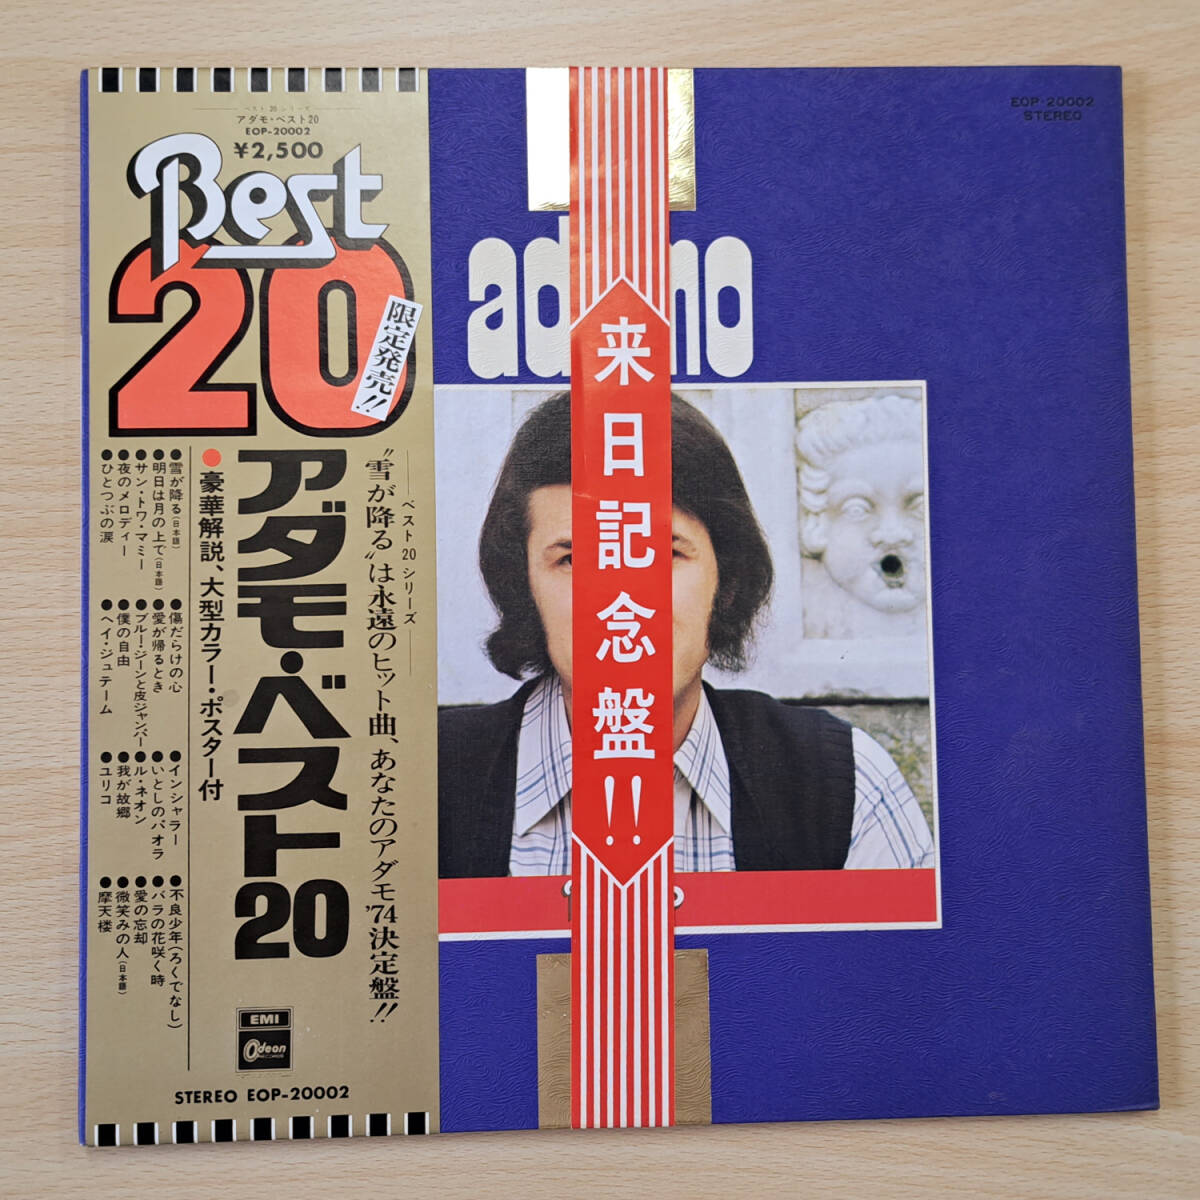 ベスト20シリーズ
アダモ・ベスト20
EOP-20002
¥2,500
Best
20
限定発売!!
アダモ・ベスト20
ベスト20シリーズ
"雪が降る"は永遠のヒット曲、あなたのアダモ'74決定盤!!
●豪華解説、大型カラー・ポスター付
●雪が降る(日本語)
●明日は月の上で(日本語)
●サン・トワ・マミー
●夜のメロディー
●ひとつぶの涙
●傷だらけの心
●愛が帰るとき
●ブルー・ジーンと皮ジャンパー
●僕の自由
●ヘイ・ジュテーム
●インシャラー
●いとしのパオラ
●ル・ネオン
●我が故郷
●ユリコ
●不良少年(ろくでなし)
●バラの花咲く時
●愛の忘却
●微笑みの人(日本語)
●摩天楼
EMI
Odeon
RECORDS
STEREO EOP-20002
来日記念盤!!
EOP-20002
STEREO